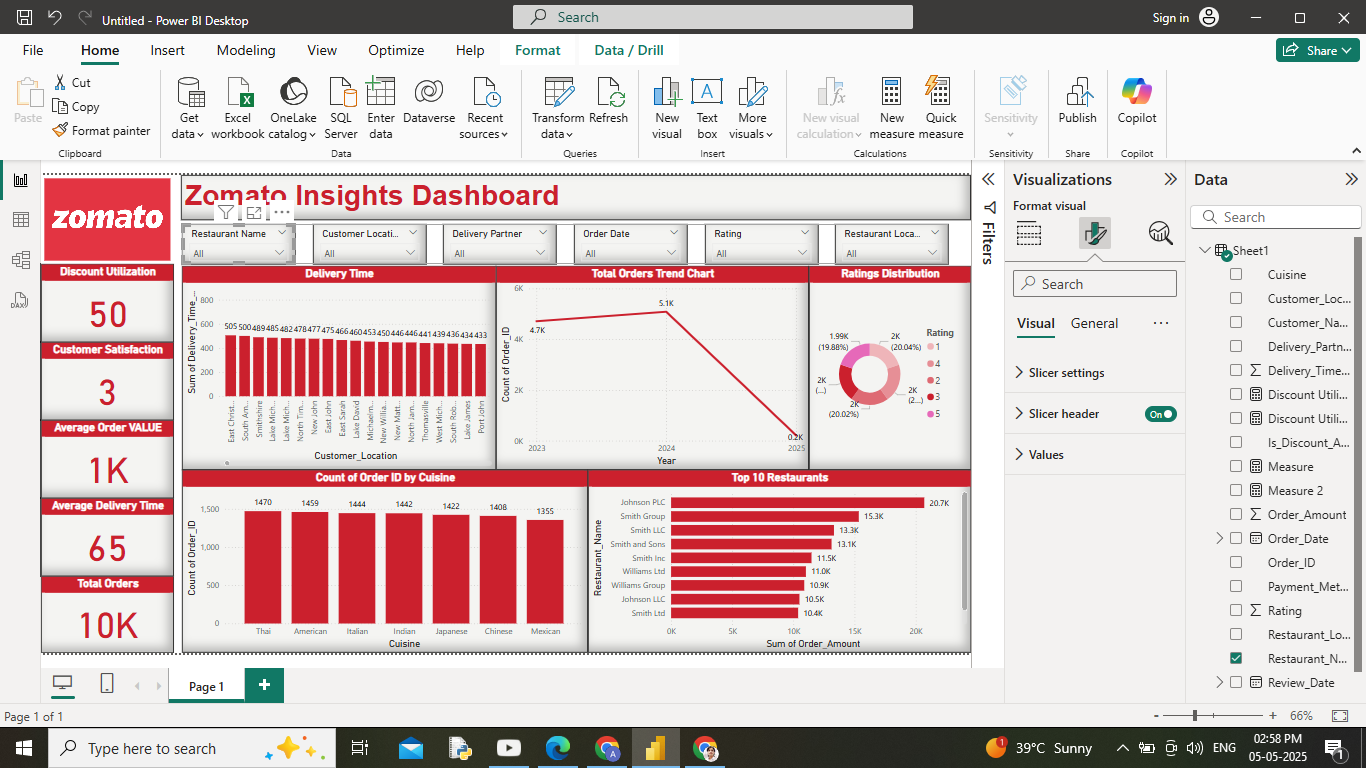 Untitled - Power BI Desktop
Search
Sign in
File Home Insert Modeling View Optimize Help Format Data / Drill
Share
Paste
Cut
Copy
Format painter
Get data
Excel workbook
OneLake catalog
SQL Server
Enter data
Dataverse
Recent sources
Transform data
Refresh
New visual
Text box
More visuals
New visual calculation
New measure
Quick measure
Sensitivity
Publish
Copilot
Clipboard Data Queries Insert Calculations Sensitivity Share Copilot
zomato
Zomato Insights Dashboard
Restaurant Name
All
Customer Locati...
All
Delivery Partner
All
Order Date
All
Rating
All
Restaurant Loca...
All
Discount Utilization
50
Customer Satisfaction
3
Average Order VALUE
1K
Average Delivery Time
65
Total Orders
10K
Delivery Time
Sum of Delivery_Time_...
800
600
400
200
0
505 500 489 485 482 478 477 475 466 460 453 450 446 446 441 439 436 434 433
East Christ...
South Am...
Smithshire
Lake Mich...
Lake Mich...
North Tim...
New John
East John
East Sarah
Lake David
Michaelm...
New Willia...
New Matt...
North Jam...
Thomasville
West Mich...
South Rob...
Lake James
Port John
Customer_Location
Total Orders Trend Chart
Count of Order_ID
6K
4K
2K
0K
4.7K
5.1K
0.2K
2023 2024 2025
Year
Ratings Distribution
1.99K (19.88%)
2K (20.04%)
2K (...)
2K (2...)
2K (20.02%)
Rating
1
4
2
3
5
Count of Order ID by Cuisine
Count of Order_ID
1,500
1,000
500
0
1470 1459 1444 1442 1422 1408 1355
Thai American Italian Indian Japanese Chinese Mexican
Cuisine
Top 10 Restaurants
Restaurant_Name
Johnson PLC 20.7K
Smith Group 15.3K
Smith LLC 13.3K
Smith and Sons 13.1K
Smith Inc 11.5K
Williams Ltd 11.0K
Williams Group 10.9K
Johnson LLC 10.5K
Smith Ltd 10.4K
0K 5K 10K 15K 20K
Sum of Order_Amount
Filters
Visualizations
Format visual
Search
Visual General
Slicer settings
Slicer header On
Values
Data
Search
Sheet1
Cuisine
Customer_Loc...
Customer_Na...
Delivery_Partn...
Delivery_Time...
Discount Utili...
Discount Utili...
Is_Discount_A...
Measure
Measure 2
Order_Amount
Order_Date
Order_ID
Payment_Met...
Rating
Restaurant_Lo...
Restaurant_N...
Review_Date
Page 1
Page 1 of 1
66%
Type here to search
39°C Sunny
ENG
02:58 PM
05-05-2025